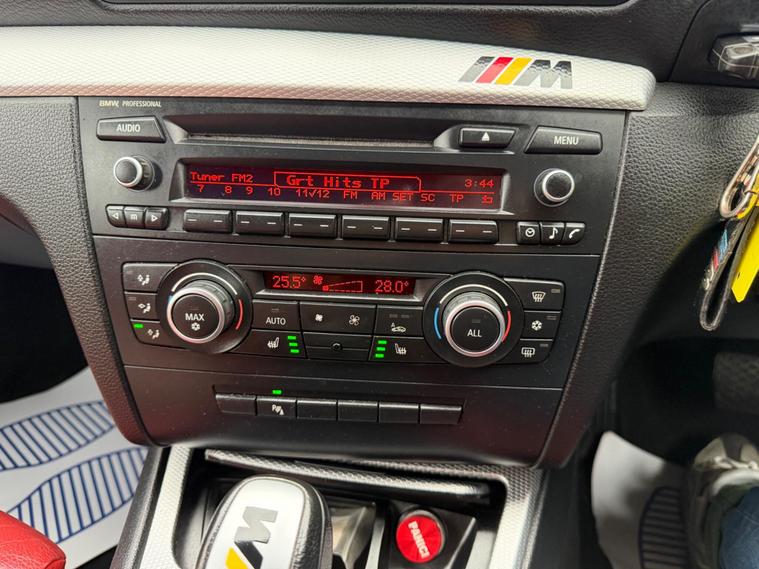 M
BMW PROFESSIONAL
AUDIO
MENU
Tuner FM2 Grt Hits TP 3:44
7 8 9 10 11√12 FM AM SET SC TP
m
25.5° 28.0°
MAX AUTO ALL
P
M
PANIC!